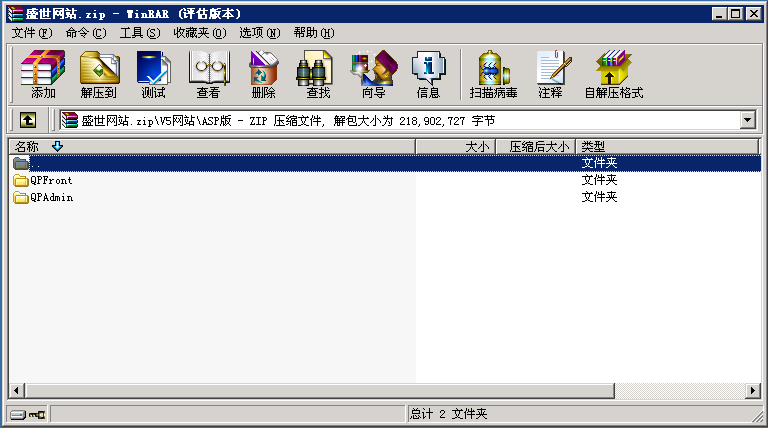 盛世网站.zip - WinRAR (评估版本)
文件(F) 命令(C) 工具(S) 收藏夹(O) 选项(N) 帮助(H)
添加 解压到 测试 查看 删除 查找 向导 信息 扫描病毒 注释 自解压格式
盛世网站.zip\V5网站\ASP版 - ZIP 压缩文件, 解包大小为 218,902,727 字节
名称 大小 压缩后大小 类型
.. 文件夹
QPFront 文件夹
QPAdmin 文件夹
总计 2 文件夹